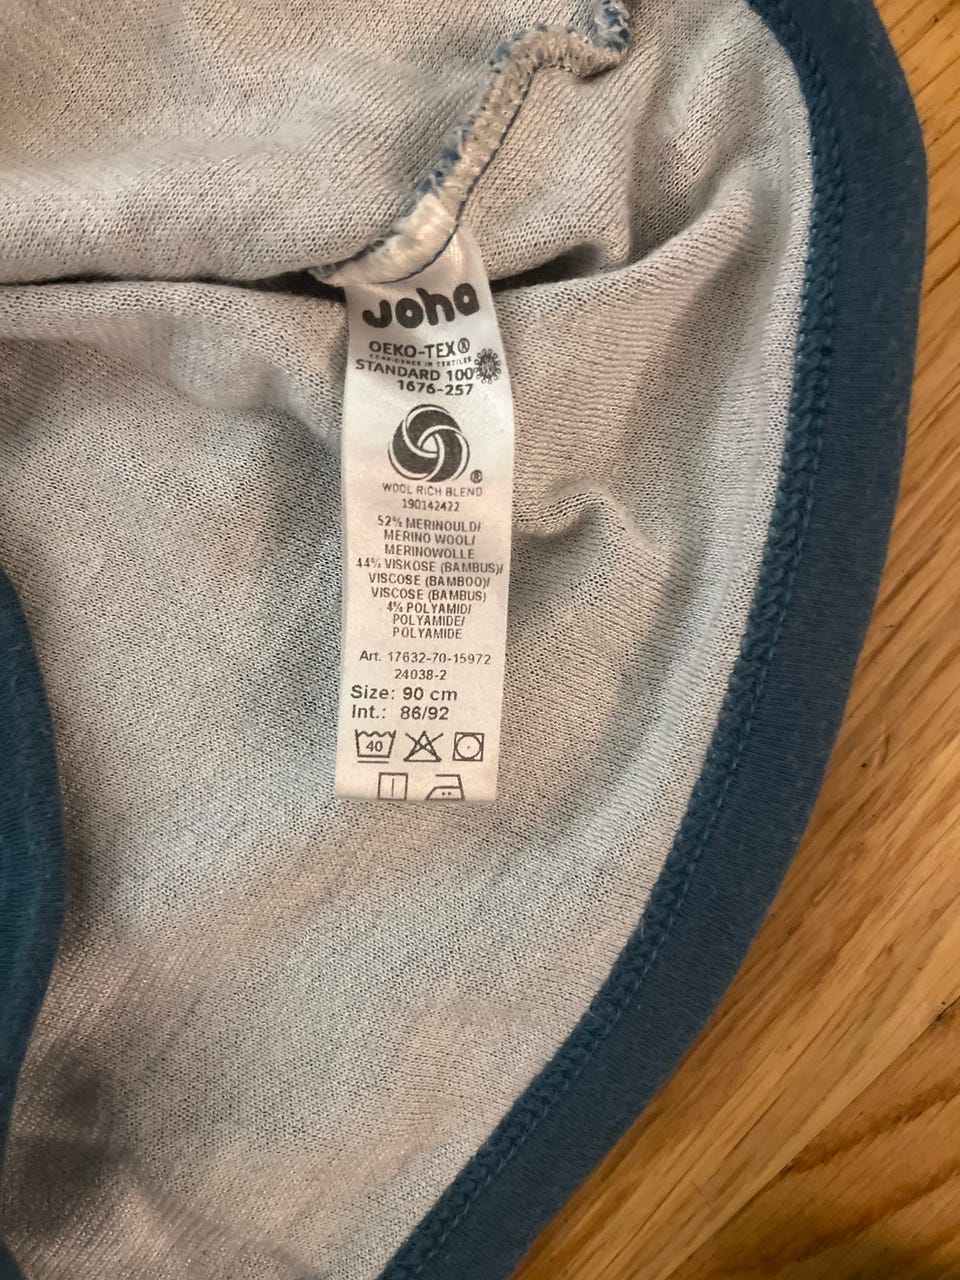 Joha
OEKO-TEX®
CONFIDENCE IN TEXTILES
STANDARD 100
1676-257
®
WOOL RICH BLEND
190142422
52% MERINOULD/
MERINO WOOL/
MERINOWOLLE
44% VISKOSE (BAMBUS)/
VISCOSE (BAMBOO)/
VISCOSE (BAMBUS)
4% POLYAMID/
POLYAMIDE/
POLYAMIDE
Art. 17632-70-15972
24038-2
Size: 90 cm
Int.: 86/92
40